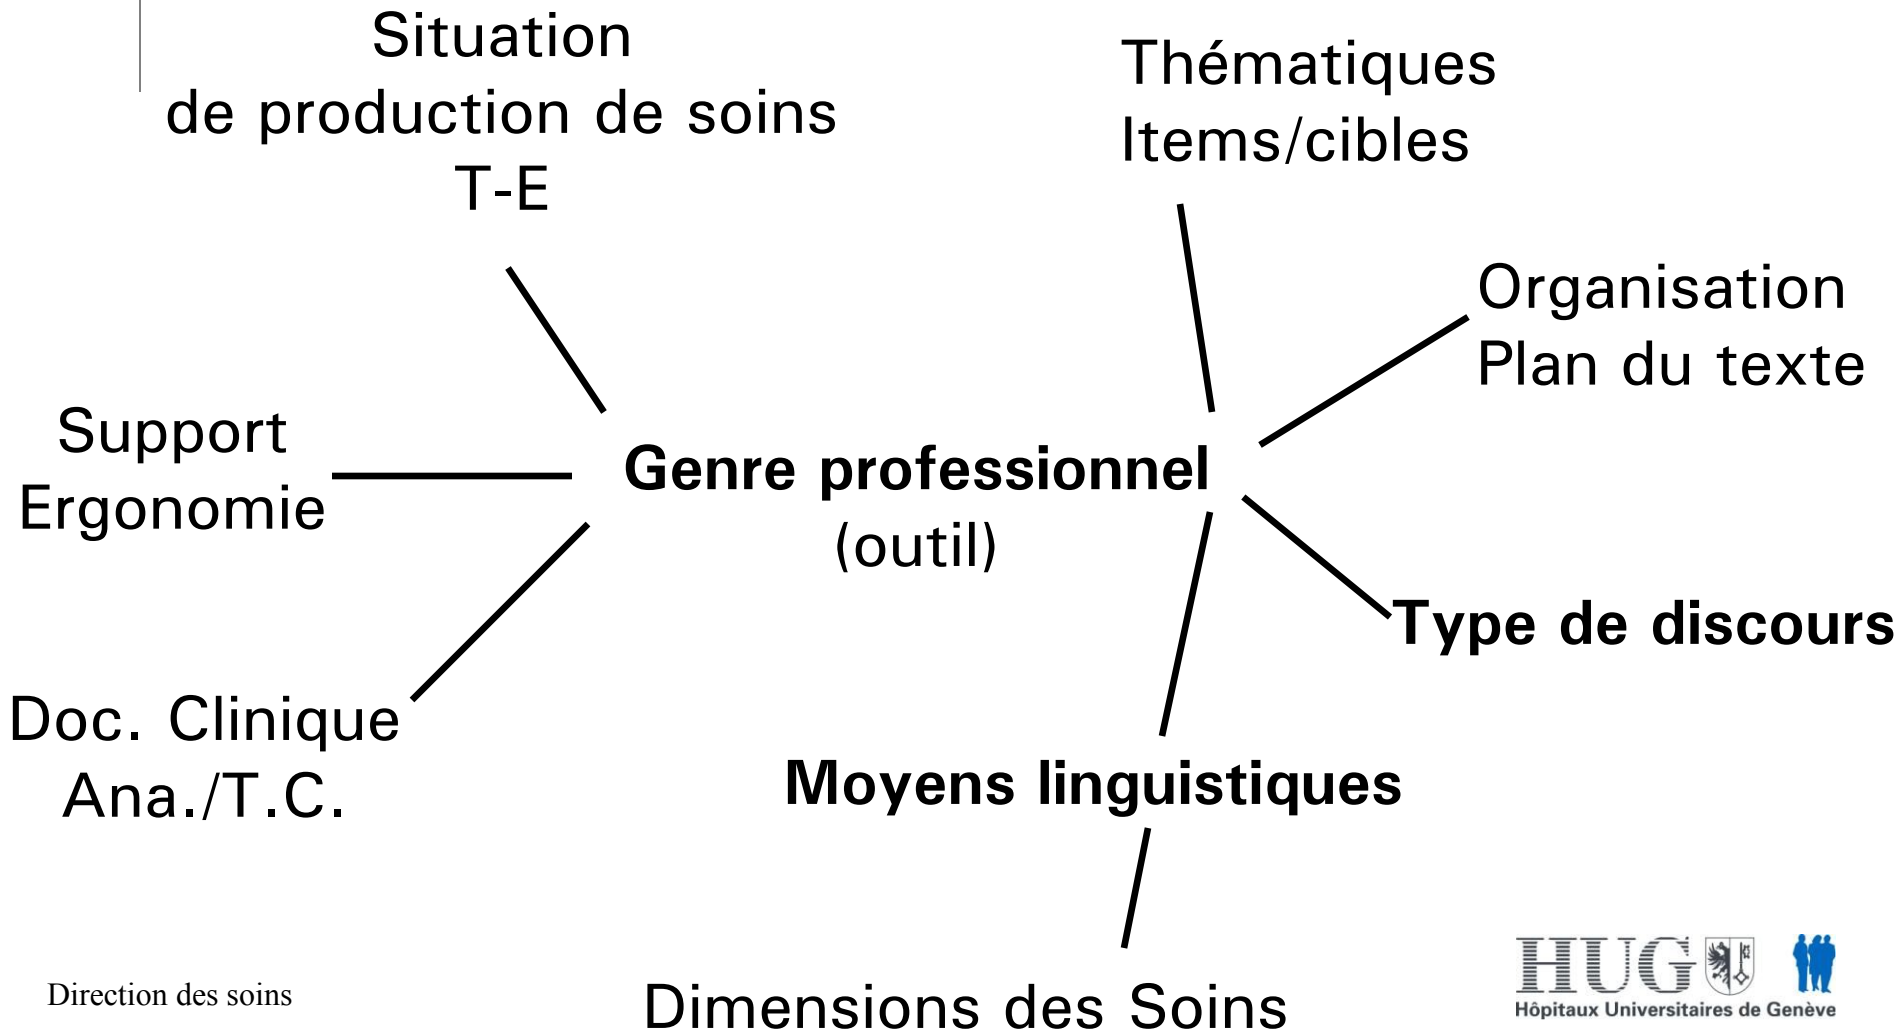 Situation
de production de soins
T-E
Thématiques
Items/cibles
Organisation
Plan du texte
Support
Ergonomie
Genre professionnel
(outil)
Type de discours
Doc. Clinique
Ana./T.C.
Moyens linguistiques
Dimensions des Soins
Direction des soins
HUG
Hôpitaux Universitaires de Genève